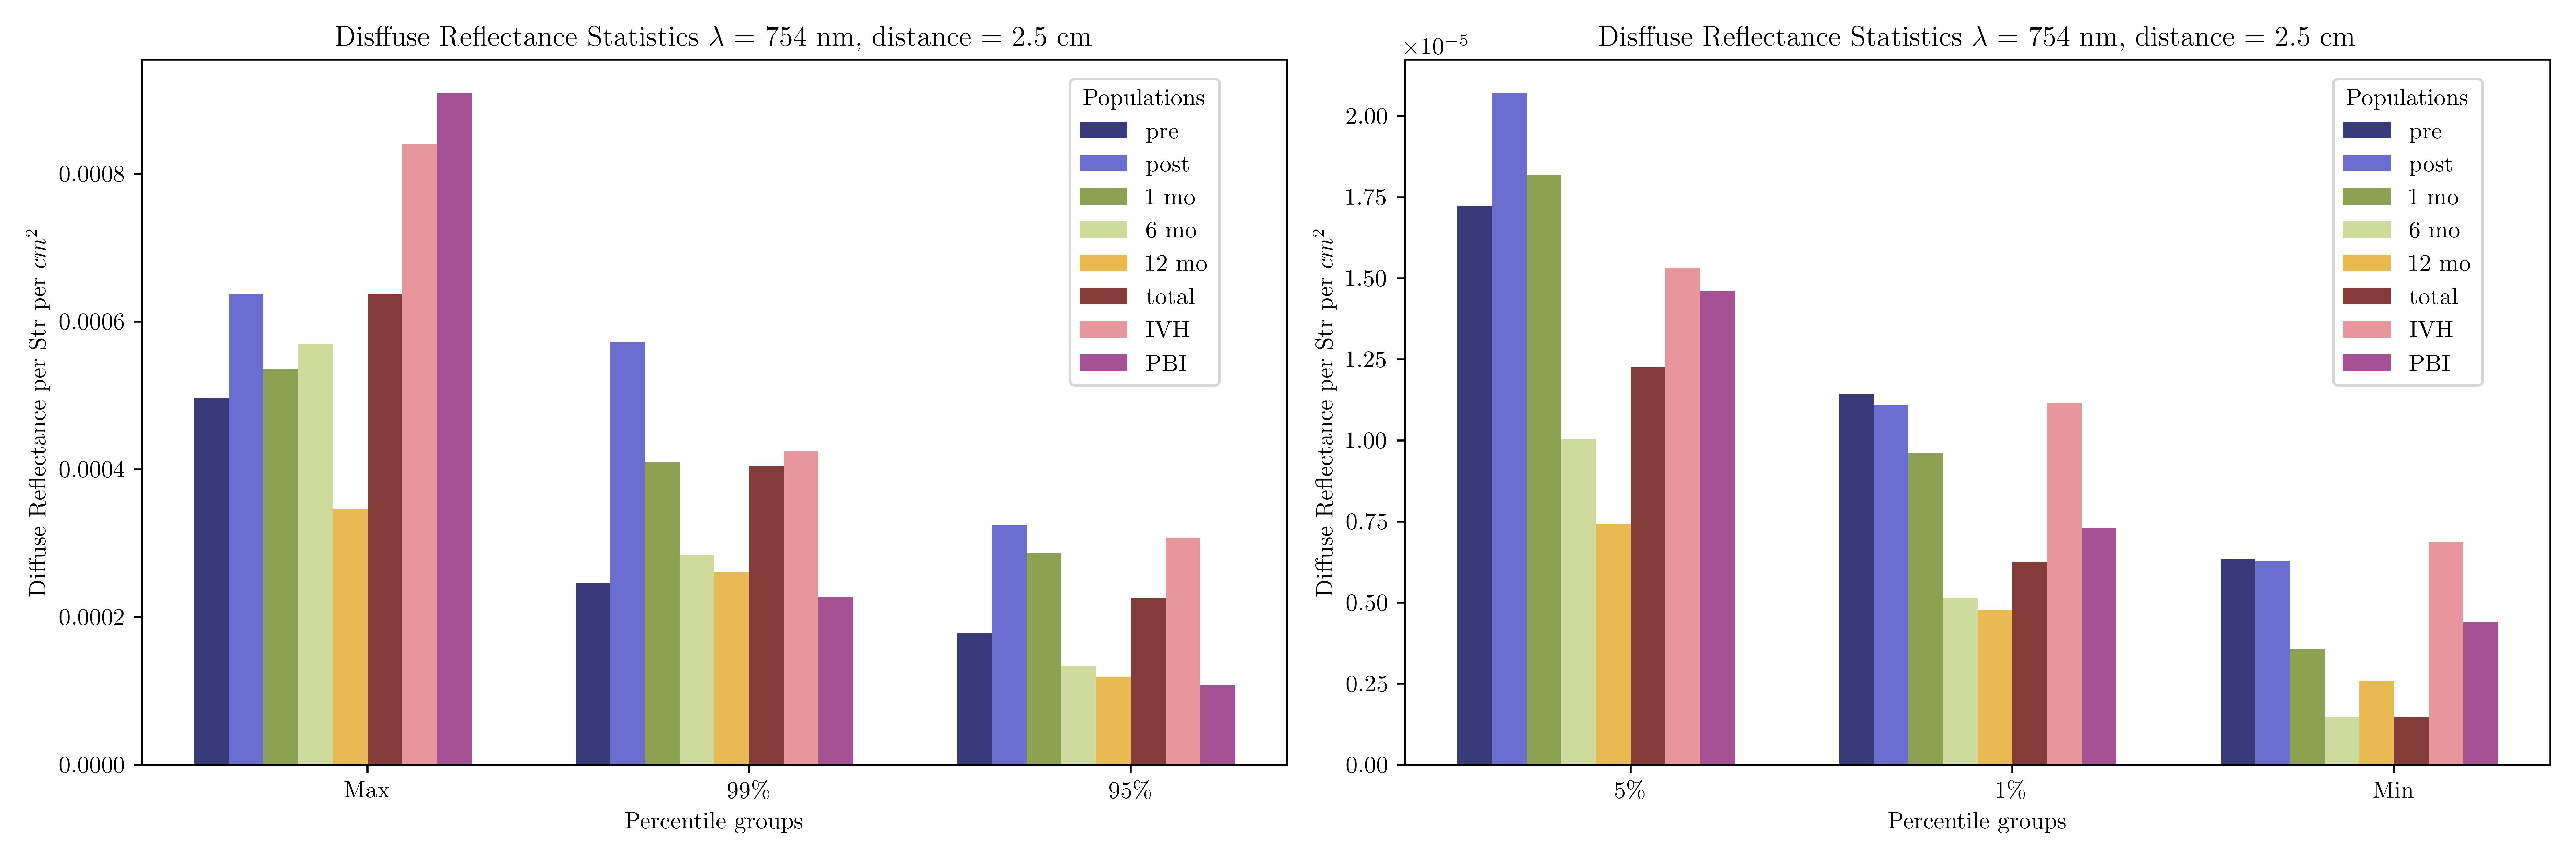 Disffuse Reflectance Statistics λ = 754 nm, distance = 2.5 cm
Diffuse Reflectance per Str per cm²
0.0008
0.0006
0.0004
0.0002
0.0000
Populations
pre
post
1 mo
6 mo
12 mo
total
IVH
PBI
Max 99% 95%
Percentile groups
Disffuse Reflectance Statistics λ = 754 nm, distance = 2.5 cm
×10⁻⁵
Diffuse Reflectance per Str per cm²
2.00
1.75
1.50
1.25
1.00
0.75
0.50
0.25
0.00
Populations
pre
post
1 mo
6 mo
12 mo
total
IVH
PBI
5% 1% Min
Percentile groups